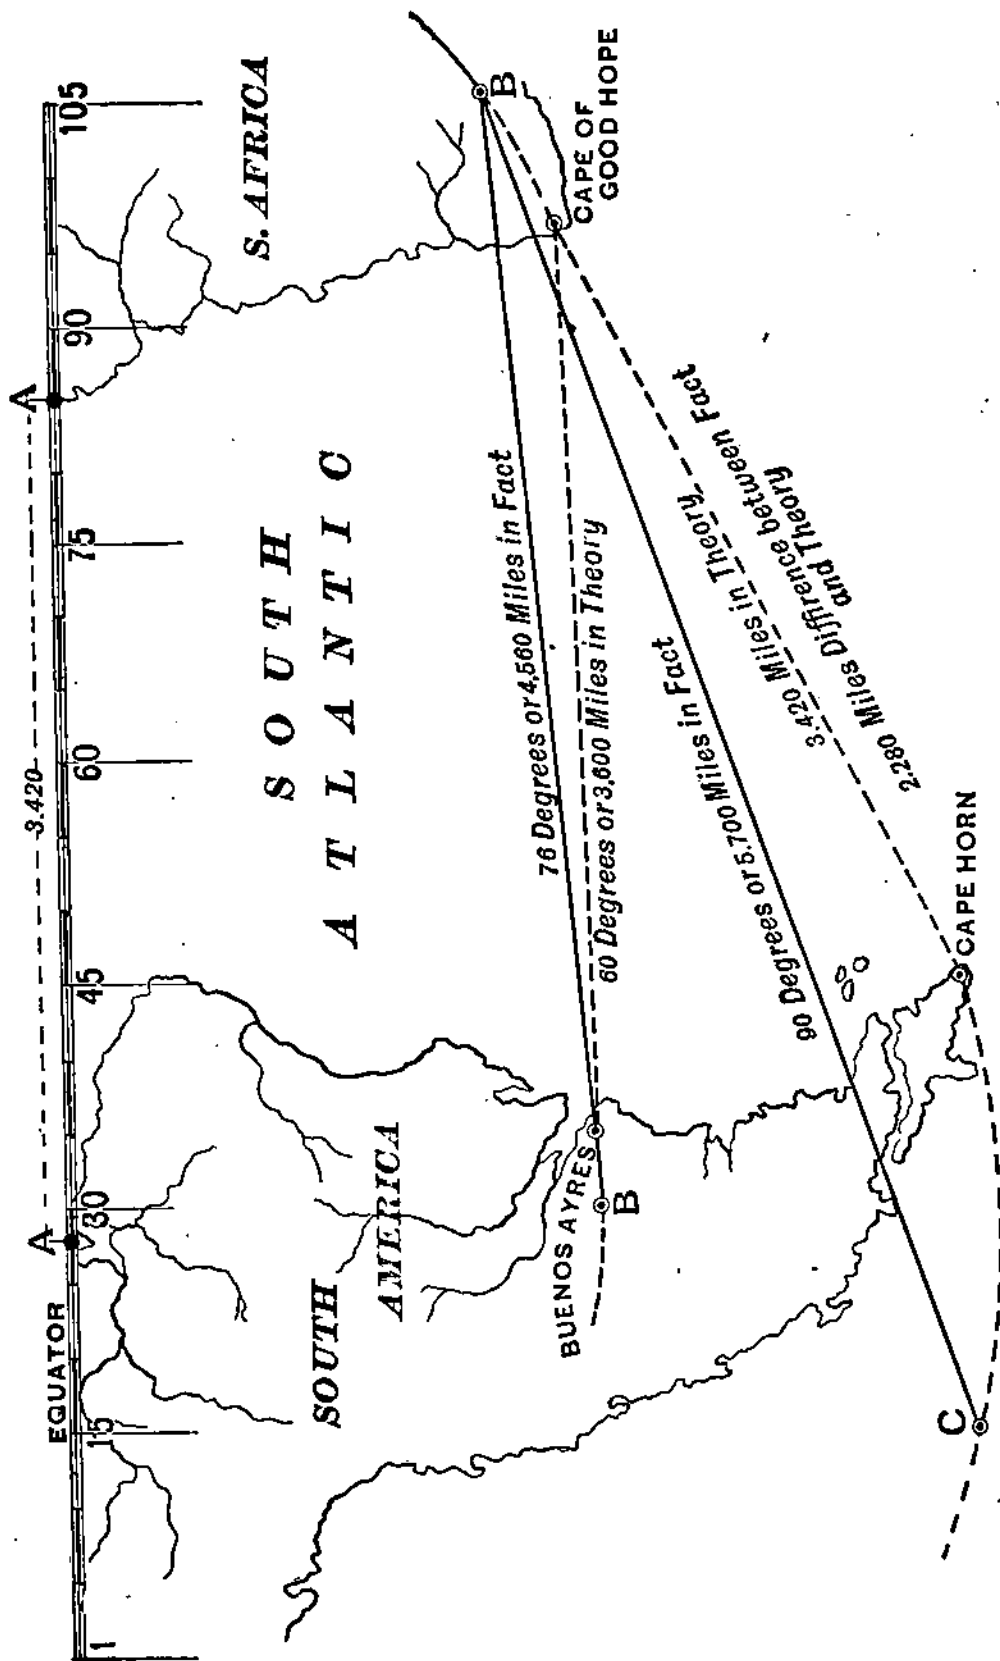 A
3.420
A
EQUATOR
1
15
30
45
60
75
90
105
S. AFRICA
SOUTH
ATLANTIC
SOUTH
AMERICA
B
CAPE OF
GOOD HOPE
76 Degrees or 4,560 Miles in Fact
60 Degrees or 3,600 Miles in Theory
BUENOS AYRES
B
90 Degrees or 5.700 Miles in Fact
3.420 Miles in Theory
2.280 Miles Diffirence between Fact
and Theory
CAPE HORN
C